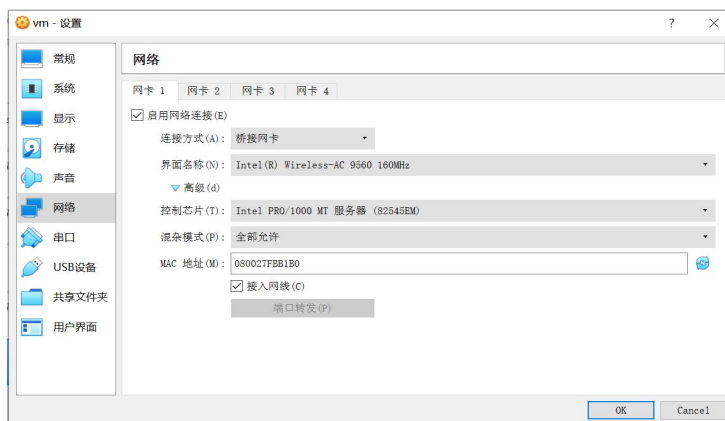 vm - 设置
?
×
常规
系统
显示
存储
声音
网络
串口
USB设备
共享文件夹
用户界面
网络
网卡 1 网卡 2 网卡 3 网卡 4
启用网络连接(E)
连接方式(A): 桥接网卡
界面名称(N): Intel(R) Wireless-AC 9560 160MHz
高级(d)
控制芯片(T): Intel PRO/1000 MT 服务器 (82545EM)
混杂模式(P): 全部允许
MAC 地址(M): 080027FBB1B0
接入网线(C)
端口转发(P)
OK Cancel